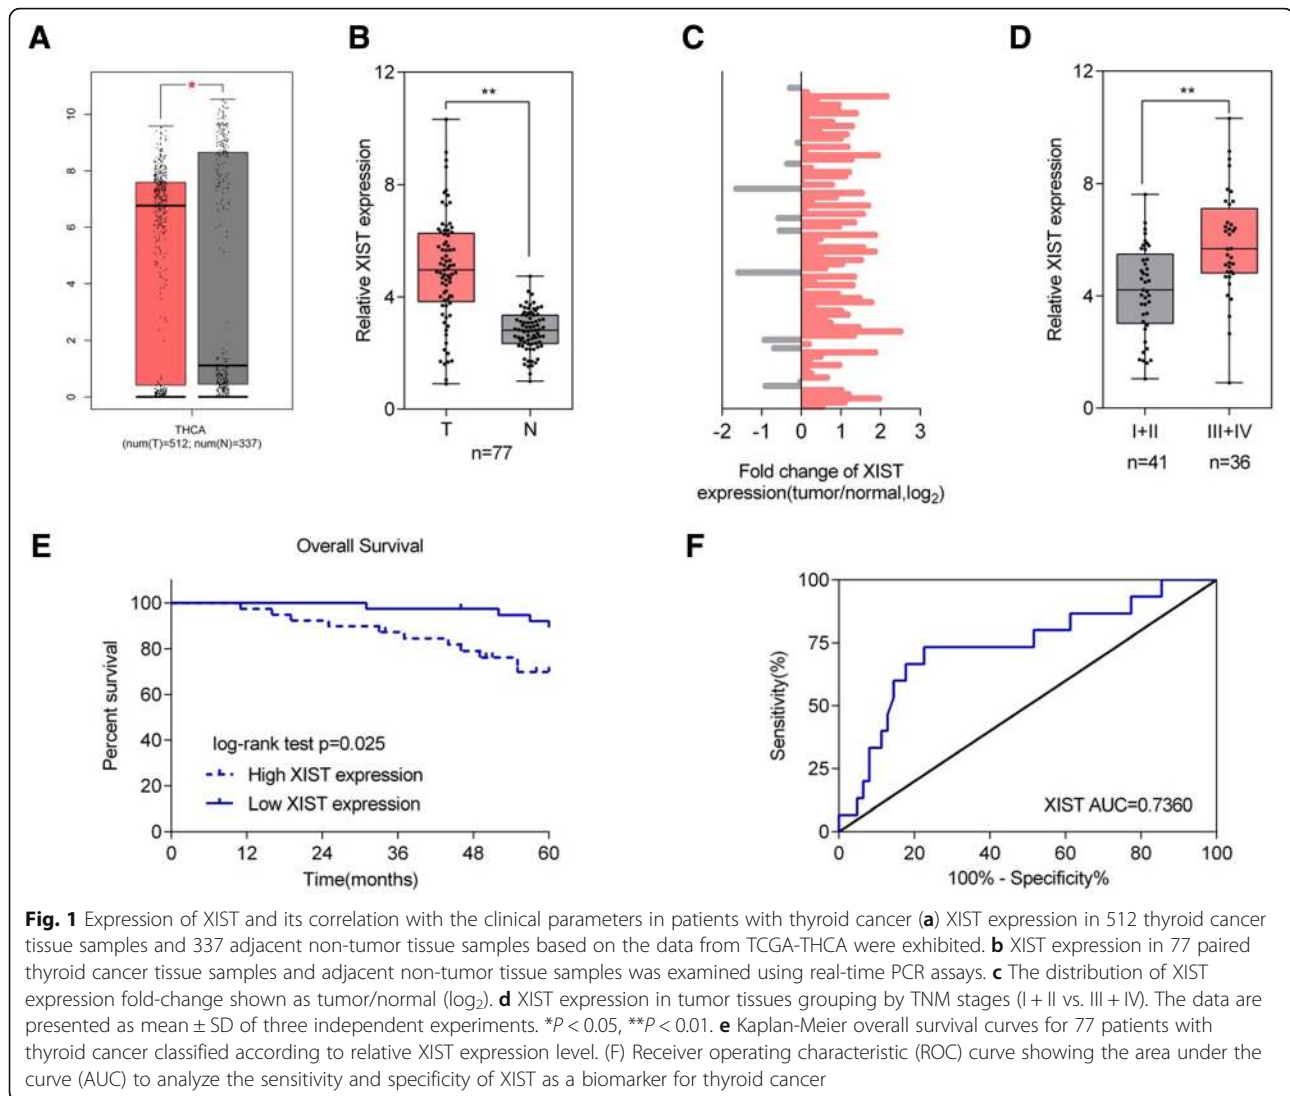 A
*
10
8
6
4
2
0
THCA
(num(T)=512; num(N)=337)
B
Relative XIST expression
12
8
4
0
**
T N
n=77
C
-2 -1 0 1 2 3
Fold change of XIST
expression(tumor/normal,log₂)
D
Relative XIST expression
12
8
4
0
**
I+II III+IV
n=41 n=36
E
Overall Survival
Percent survival
100
80
60
40
20
0
log-rank test p=0.025
High XIST expression
Low XIST expression
0 12 24 36 48 60
Time(months)
F
Sensitivity(%)
100
75
50
25
0
XIST AUC=0.7360
0 20 40 60 80 100
100% - Specificity%
Fig. 1 Expression of XIST and its correlation with the clinical parameters in patients with thyroid cancer (a) XIST expression in 512 thyroid cancer
tissue samples and 337 adjacent non-tumor tissue samples based on the data from TCGA-THCA were exhibited. b XIST expression in 77 paired
thyroid cancer tissue samples and adjacent non-tumor tissue samples was examined using real-time PCR assays. c The distribution of XIST
expression fold-change shown as tumor/normal (log₂). d XIST expression in tumor tissues grouping by TNM stages (I + II vs. III + IV). The data are
presented as mean ± SD of three independent experiments. *P < 0.05, **P < 0.01. e Kaplan-Meier overall survival curves for 77 patients with
thyroid cancer classified according to relative XIST expression level. (F) Receiver operating characteristic (ROC) curve showing the area under the
curve (AUC) to analyze the sensitivity and specificity of XIST as a biomarker for thyroid cancer